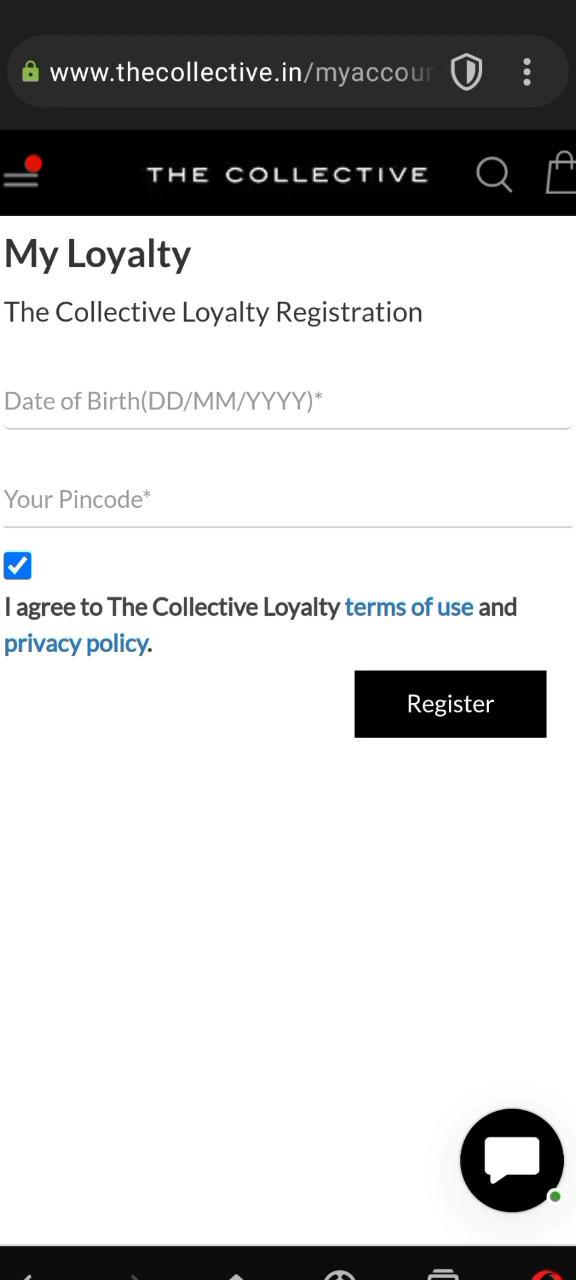 www.thecollective.in/myaccour
THE COLLECTIVE
My Loyalty
The Collective Loyalty Registration
Date of Birth(DD/MM/YYYY)*
Your Pincode*
I agree to The Collective Loyalty terms of use and
privacy policy.
Register